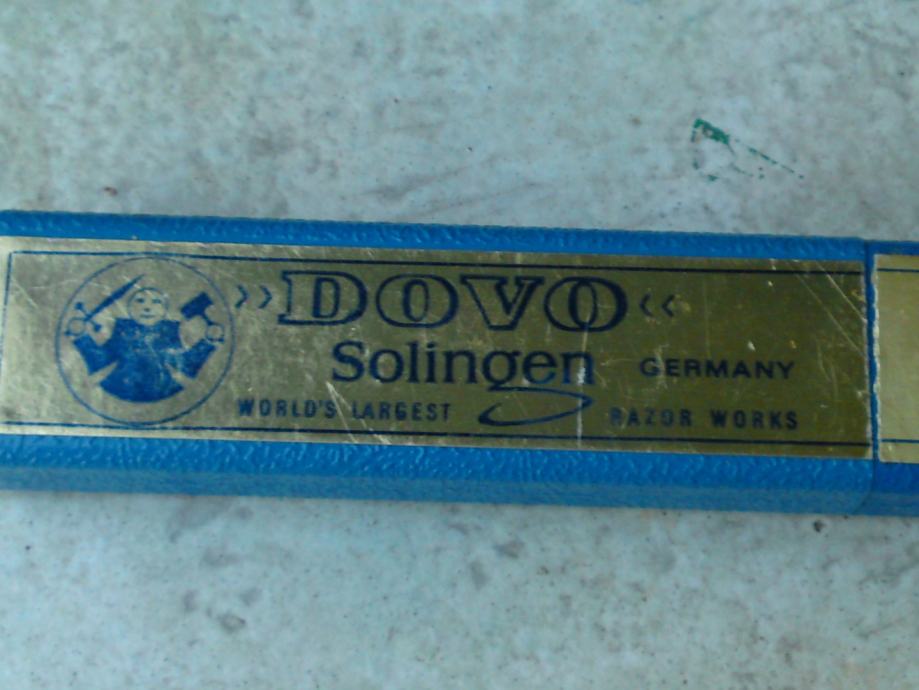 »DOVO«
Solingen GERMANY
WORLD'S LARGEST RAZOR WORKS